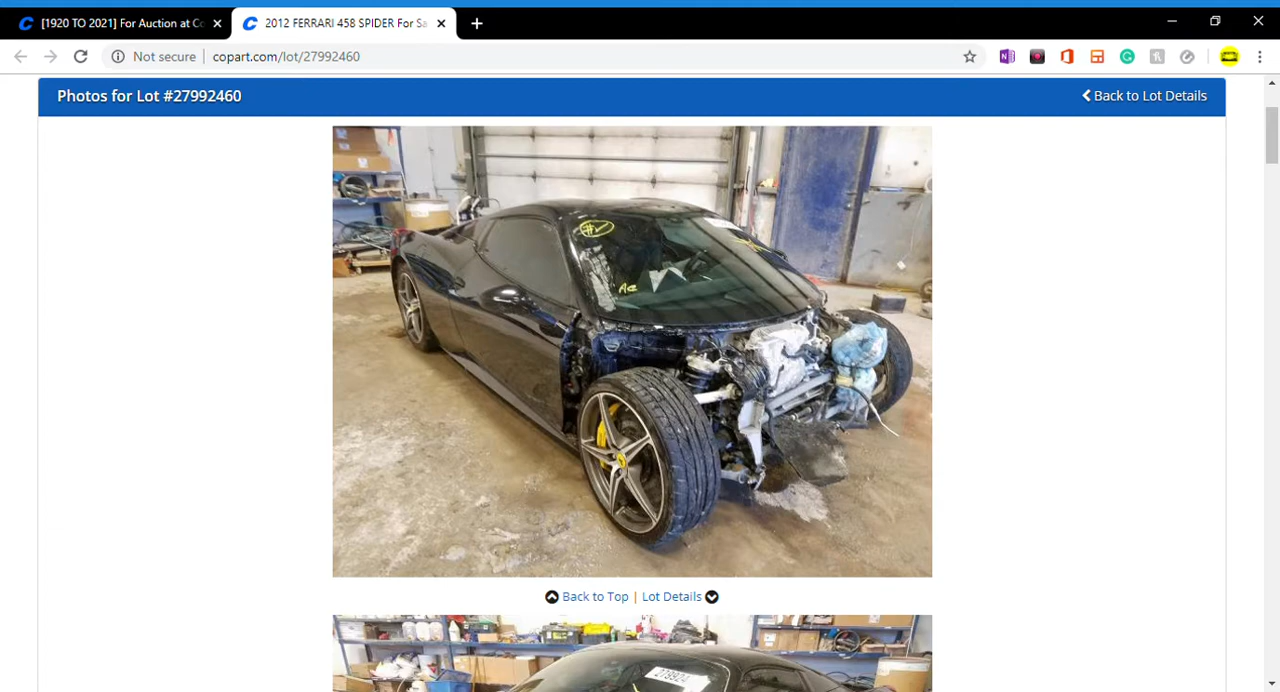 [1920 TO 2021] For Auction at Co
2012 FERRARI 458 SPIDER For Sa
Not secure
copart.com/lot/27992460
Photos for Lot #27992460
Back to Lot Details
Back to Top | Lot Details